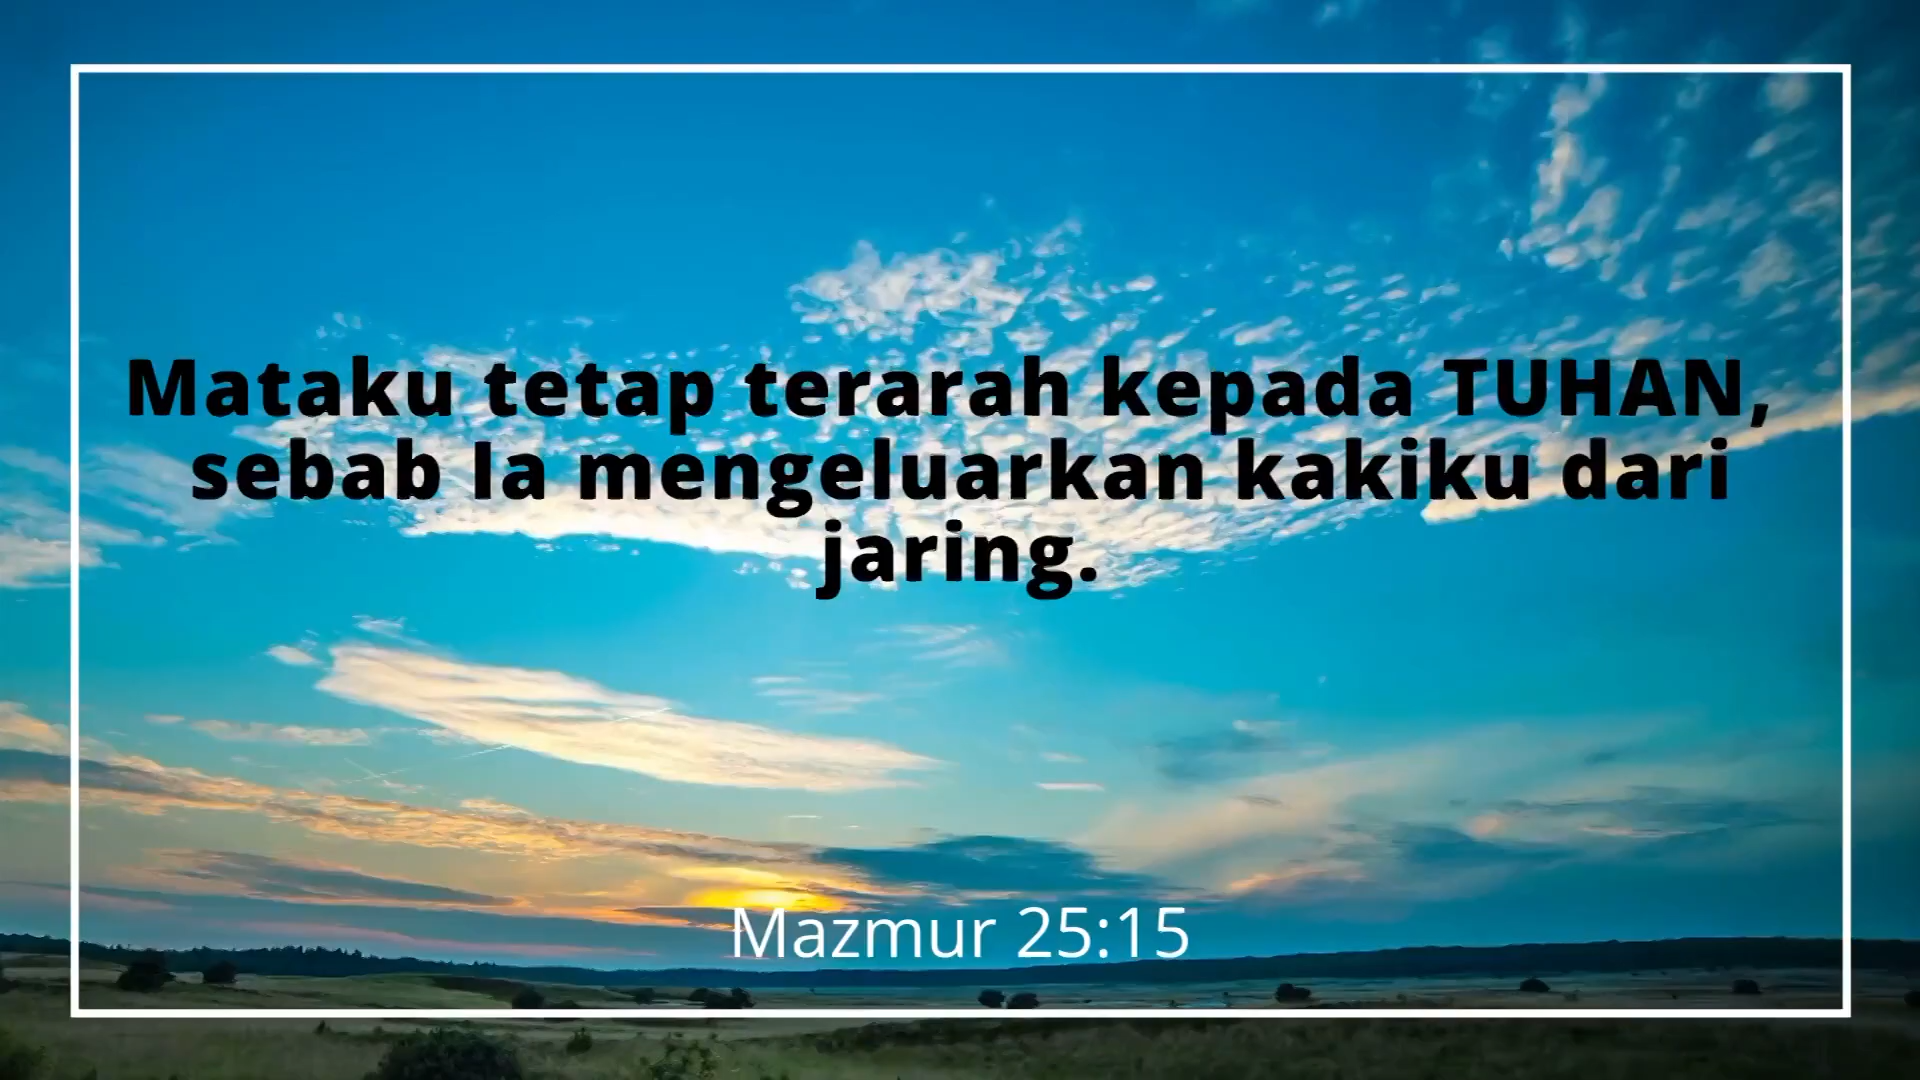 Mataku tetap terarah kepada TUHAN,
sebab Ia mengeluarkan kakiku dari
jaring.
Mazmur 25:15